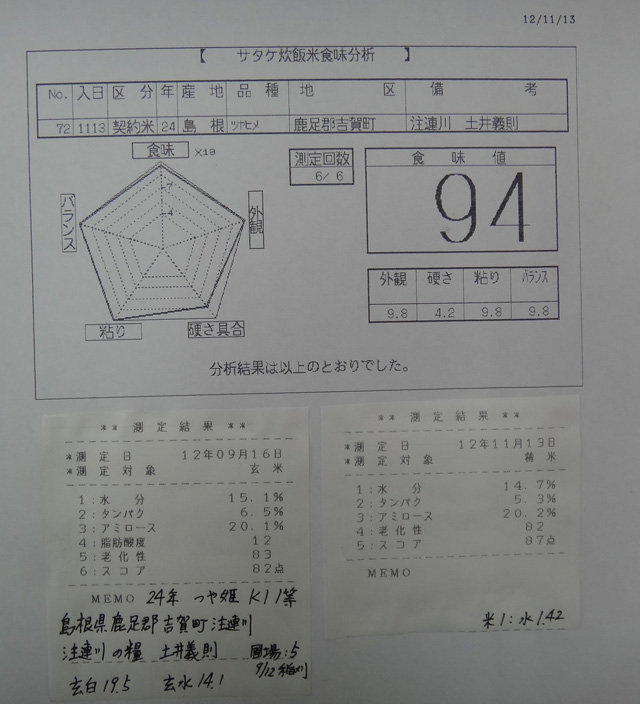 12/11/13
【 サタケ炊飯米食味分析 】
No. 入日 区分 年 産地 品種 地区 備考
72 1113 契約米 24 島根 ツヤヒメ 鹿足郡吉賀町 注連川 土井義則
食味 ×10
測定回数
6/ 6
食味値
94
バランス
外観
4
粘り
硬さ具合
外観 硬さ 粘り バランス
9.8 4.2 9.8 9.8
分析結果は以上のとおりでした。
** 測定結果 **
*測定日 12年09月16日
*測定対象 玄米
1:水分 15.1%
2:タンパク 6.5%
3:アミロース 20.1%
4:脂肪酸度 12
5:老化性 83
6:スコア 82点
MEMO 24年 つや姫 K11等
島根県鹿足郡吉賀町注連川
注連川の糧 土井義則 圃場:5
9/12 稲刈
玄白19.5 玄水14.1
** 測定結果 **
*測定日 12年11月13日
*測定対象 精米
1:水分 14.7%
2:タンパク 5.3%
3:アミロース 20.2%
4:老化性 82
5:スコア 87点
MEMO
米1:水1.42